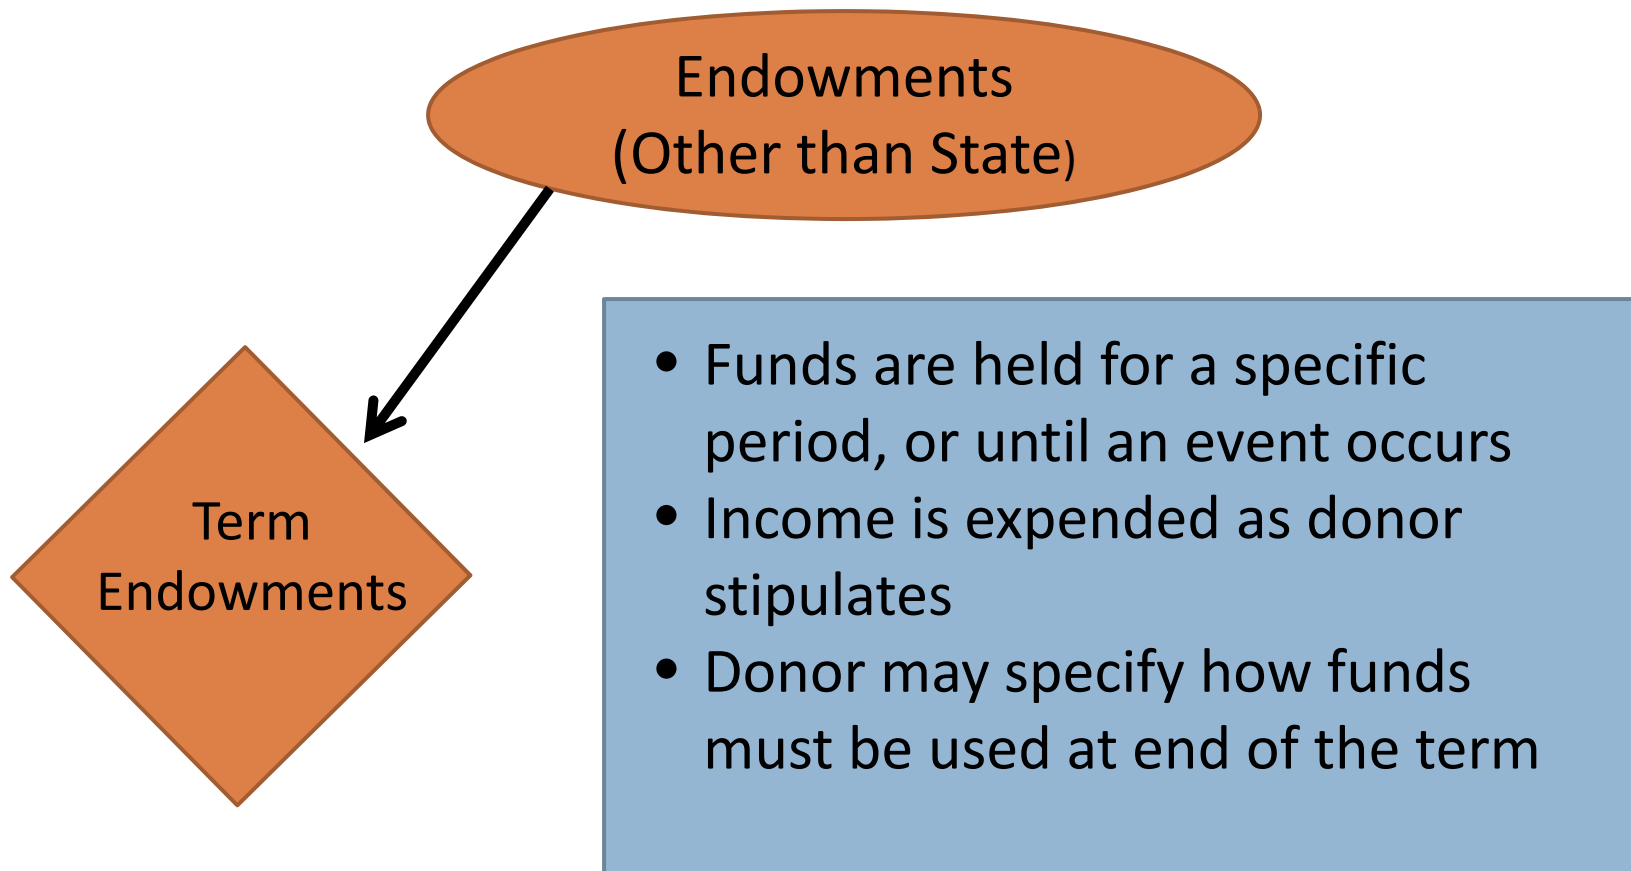 Endowments
(Other than State)
Term
Endowments
• Funds are held for a specific
period, or until an event occurs
• Income is expended as donor
stipulates
• Donor may specify how funds
must be used at end of the term